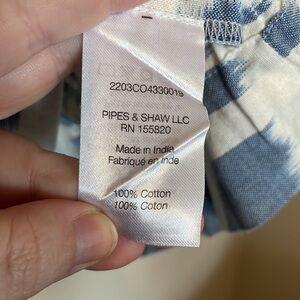 2203CO4330019
PIPES & SHAW LLC
RN 155820
Made in India
Fabriqué en Inde
100% Cotton
100% Coton